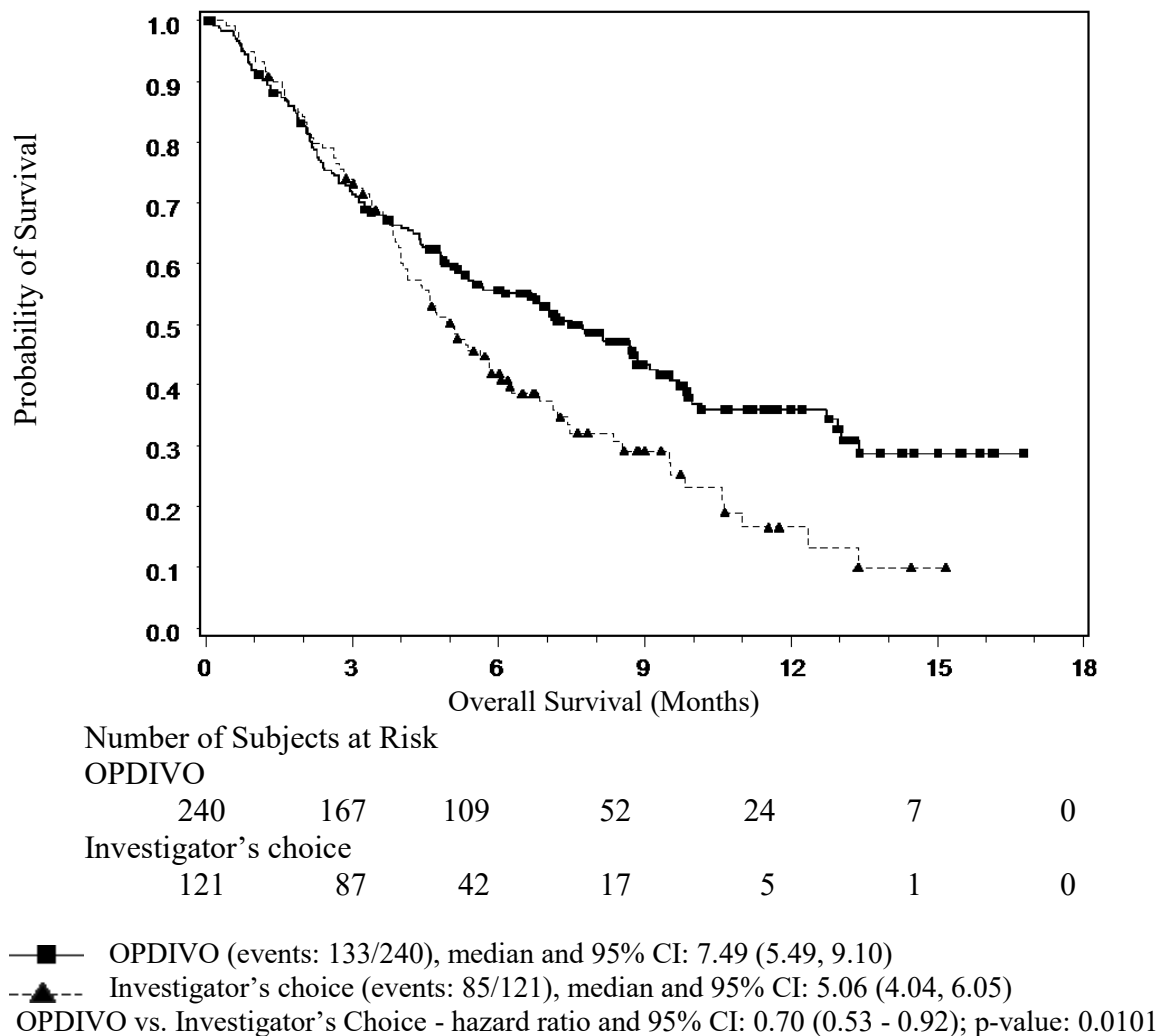 Probability of Survival
1.0
0.9
0.8
0.7
0.6
0.5
0.4
0.3
0.2
0.1
0.0
0 3 6 9 12 15 18
Overall Survival (Months)
Number of Subjects at Risk
OPDIVO
240 167 109 52 24 7 0
Investigator’s choice
121 87 42 17 5 1 0
OPDIVO (events: 133/240), median and 95% CI: 7.49 (5.49, 9.10)
Investigator’s choice (events: 85/121), median and 95% CI: 5.06 (4.04, 6.05)
OPDIVO vs. Investigator’s Choice - hazard ratio and 95% CI: 0.70 (0.53 - 0.92); p-value: 0.0101